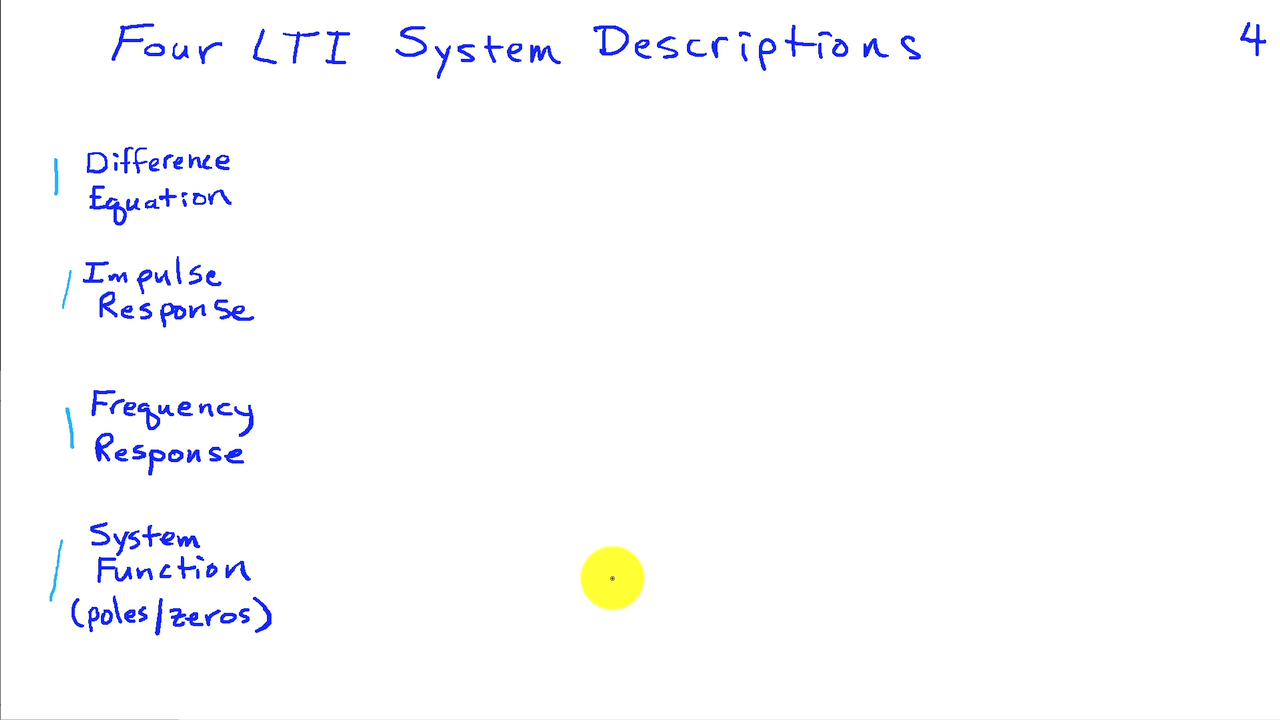 Four LTI System Descriptions 4
Difference
Equation
Impulse
Response
Frequency
Response
System
Function
(poles/zeros)